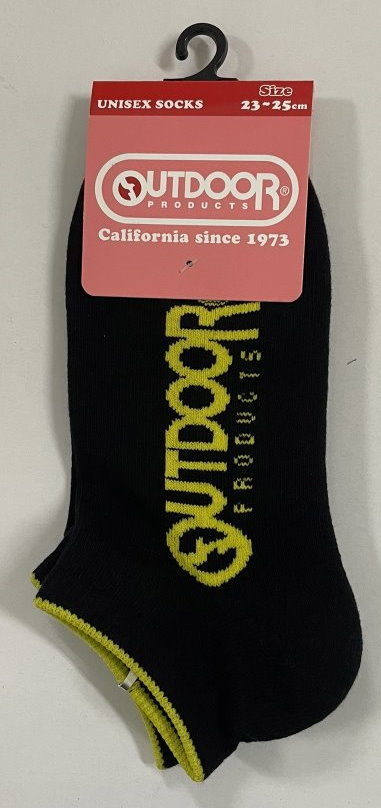 Size
UNISEX SOCKS 23~25cm
OUTDOOR®
PRODUCTS
California since 1973
OUTDOOR
PRODUCTS